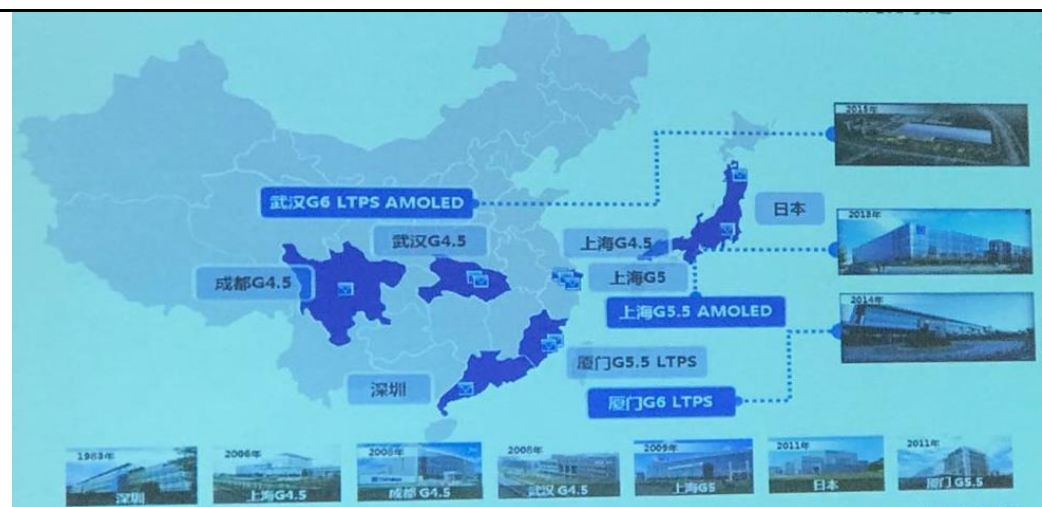 2015年
武汉G6 LTPS AMOLED
日本
2013年
武汉G4.5
上海G4.5
成都G4.5
上海G5
上海G5.5 AMOLED
2014年
厦门G5.5 LTPS
深圳
厦门G6 LTPS
1983年
深圳
2006年
上海G4.5
2008年
成都 G4.5
2008年
武汉 G4.5
2009年
上海G5
2011年
日本
2011年
厦门 G5.5